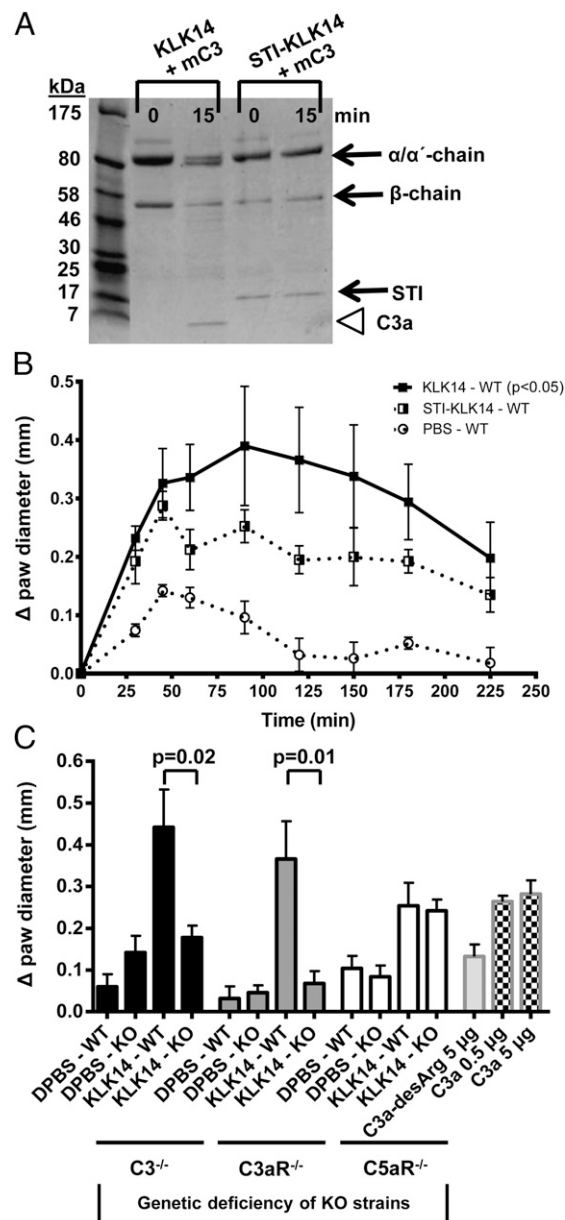 A
KLK14 + mC3
STI-KLK14 + mC3
kDa
0 15 0 15 min
175
80
58
46
30
25
17
7
α/α´-chain
β-chain
STI
C3a
B
Δ paw diameter (mm)
0.5
0.4
0.3
0.2
0.1
0.0
KLK14 - WT (p<0.05)
STI-KLK14 - WT
PBS - WT
0 25 50 75 100 125 150 175 200 225 250
Time (min)
C
Δ paw diameter (mm)
0.6
0.5
0.4
0.3
0.2
0.1
0.0
p=0.02
p=0.01
DPBS - WT
DPBS - KO
KLK14 - WT
KLK14 - KO
DPBS - WT
DPBS - KO
KLK14 - WT
KLK14 - KO
DPBS - WT
DPBS - KO
KLK14 - WT
KLK14 - KO
C3a-desArg 5 µg
C3a 0.5 µg
C3a 5 µg
C3-/-
C3aR-/-
C5aR-/-
Genetic deficiency of KO strains